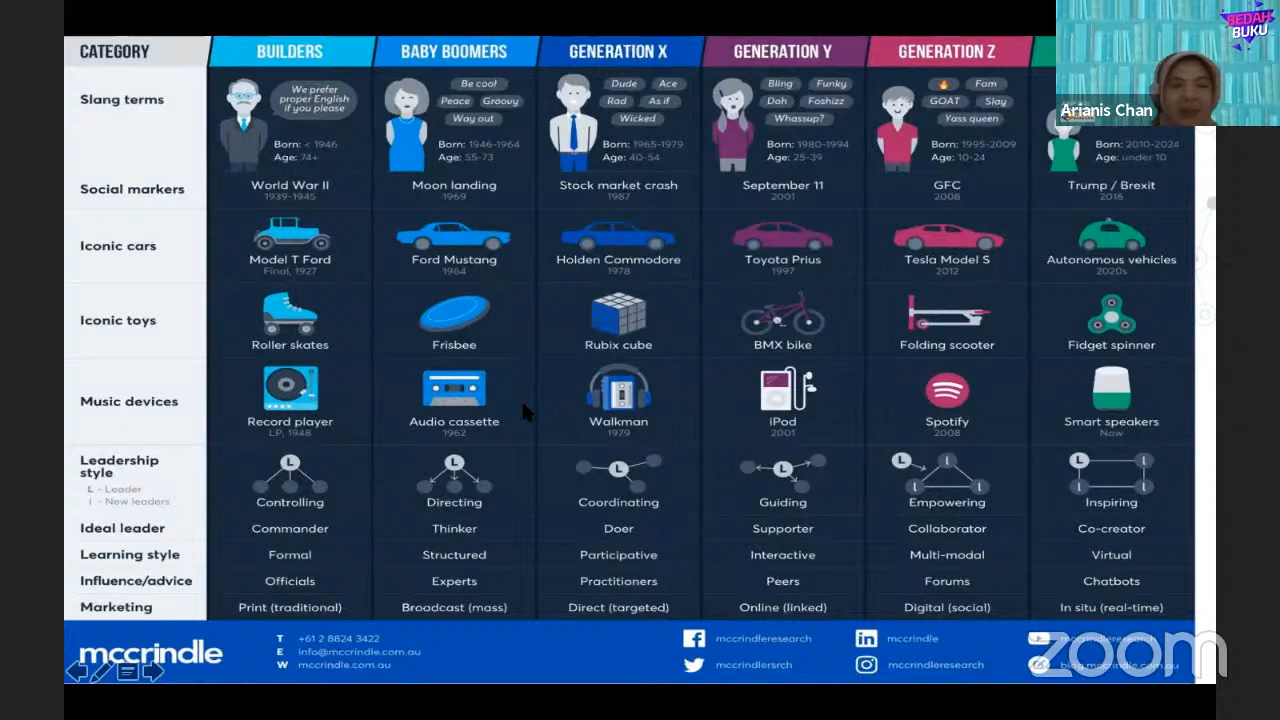 BEDAH
BUKU
Arianis Chan
CATEGORY BUILDERS BABY BOOMERS GENERATION X GENERATION Y GENERATION Z
Slang terms
We prefer
proper English
if you please
Born: < 1946
Age: 74+
Be cool
Peace Groovy
Way out
Born: 1946-1964
Age: 55-73
Dude Ace
Rad As if
Wicked
Born: 1965-1979
Age: 40-54
Bling Funky
Doh Foshizz
Whassup?
Born: 1980-1994
Age: 25-39
Fam
GOAT Slay
Yass queen
Born: 1995-2009
Age: 10-24
Born: 2010-2024
Age: under 10
Social markers
World War II
1939-1945
Moon landing
1969
Stock market crash
1987
September 11
2001
GFC
2008
Trump / Brexit
2016
Iconic cars
Model T Ford
Final, 1927
Ford Mustang
1964
Holden Commodore
1978
Toyota Prius
1997
Tesla Model S
2012
Autonomous vehicles
2020s
Iconic toys
Roller skates Frisbee Rubix cube BMX bike Folding scooter Fidget spinner
Music devices
Record player
LP, 1948
Audio cassette
1962
Walkman
1979
iPod
2001
Spotify
2008
Smart speakers
Now
Leadership
style
L - Leader
l - New leaders
L L L L L l l l L l l l
Controlling Directing Coordinating Guiding Empowering Inspiring
Ideal leader Commander Thinker Doer Supporter Collaborator Co-creator
Learning style Formal Structured Participative Interactive Multi-modal Virtual
Influence/advice Officials Experts Practitioners Peers Forums Chatbots
Marketing Print (traditional) Broadcast (mass) Direct (targeted) Online (linked) Digital (social) In situ (real-time)
mccrindle
T +61 2 8824 3422
E info@mccrindle.com.au
W mccrindle.com.au
mccrindleresearch
mccrindlersrch
mccrindle
mccrindleresearch
mccrindleresearch
blog.mccrindle.com.au
zoom